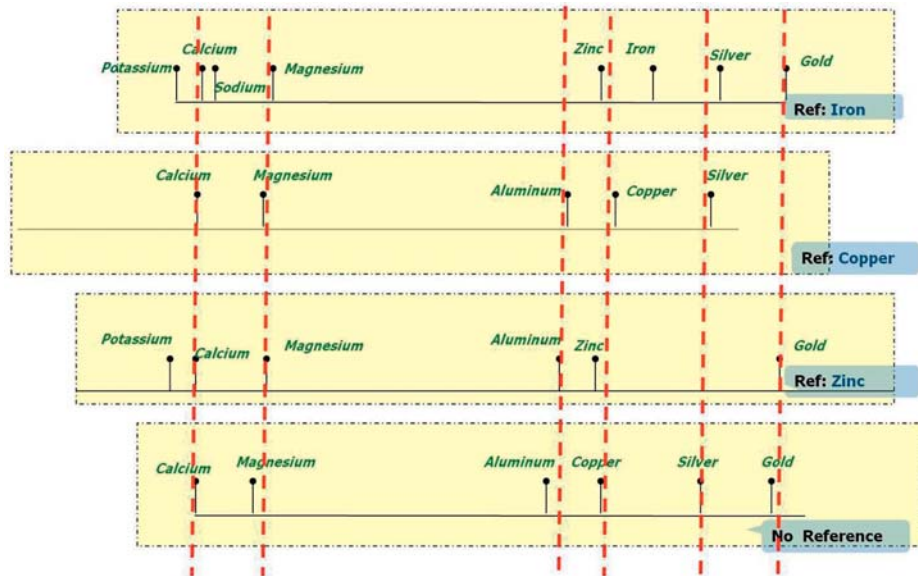 Calcium
Zinc Iron
Silver
Gold
Potassium
Magnesium
Sodium
Ref: Iron
Calcium
Magnesium
Aluminum
Copper
Silver
Ref: Copper
Potassium
Calcium
Magnesium
Aluminum
Zinc
Gold
Ref: Zinc
Calcium
Magnesium
Aluminum
Copper
Silver
Gold
No Reference